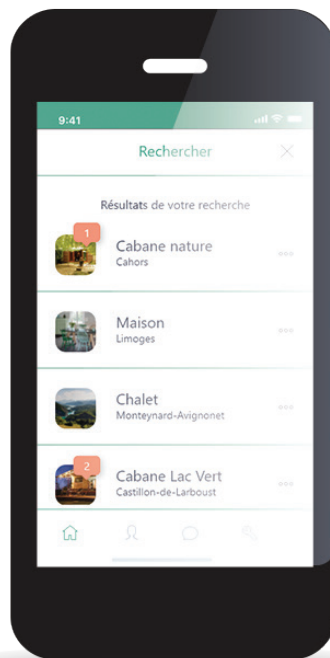 9:41
Rechercher
Résultats de votre recherche
1
Cabane nature
Cahors
Maison
Limoges
Chalet
Monteynard-Avignonet
2
Cabane Lac Vert
Castillon-de-Larboust